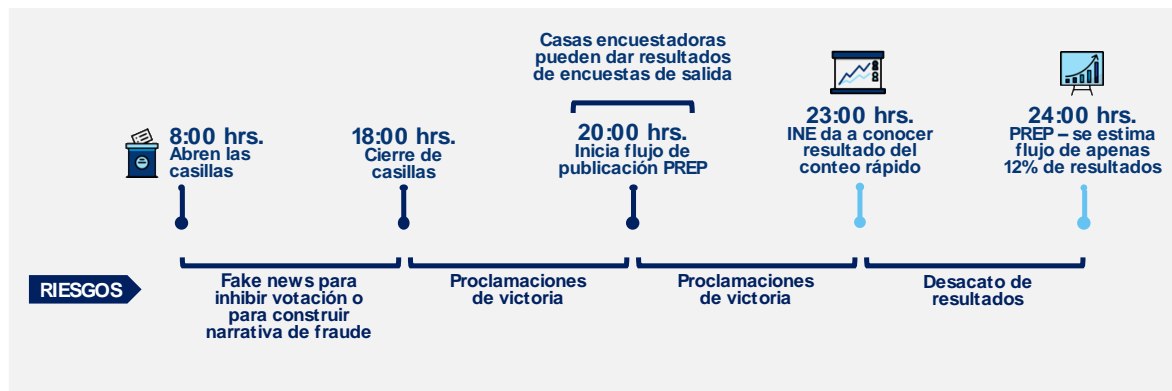 Casas encuestadoras
pueden dar resultados
de encuestas de salida
8:00 hrs.
Abren las
casillas
18:00 hrs.
Cierre de
casillas
20:00 hrs.
Inicia flujo de
publicación PREP
23:00 hrs.
INE da a conocer
resultado del
conteo rápido
24:00 hrs.
PREP – se estima
flujo de apenas
12% de resultados
RIESGOS
Fake news para
inhibir votación o
para construir
narrativa de fraude
Proclamaciones
de victoria
Proclamaciones
de victoria
Desacato de
resultados